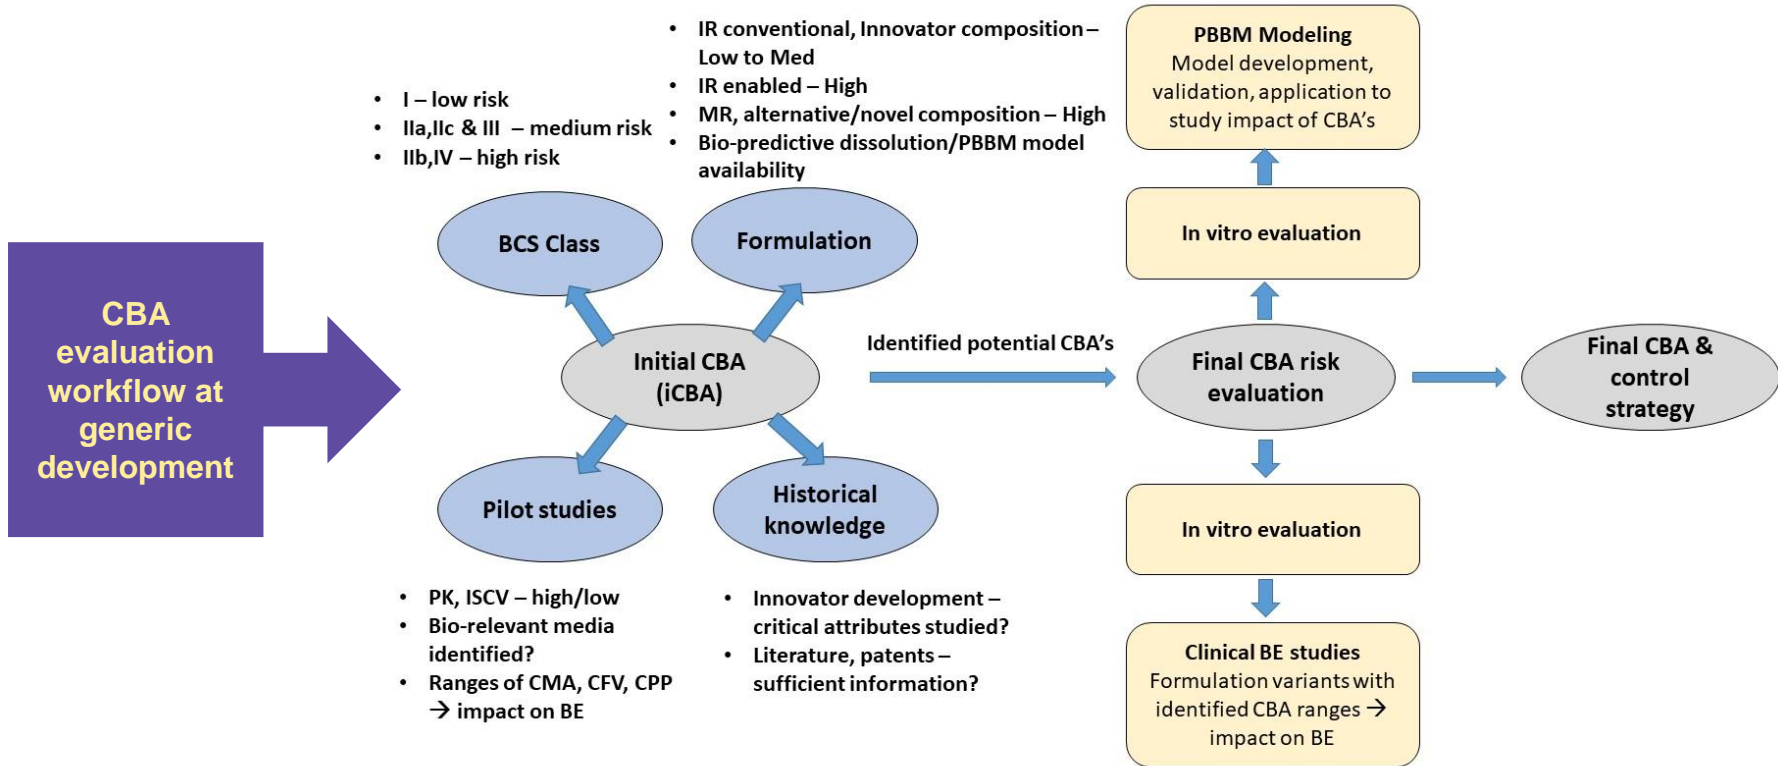 CBA
evaluation
workflow at
generic
development
• I – low risk
• IIa,IIc & III – medium risk
• IIb,IV – high risk
• IR conventional, Innovator composition –
Low to Med
• IR enabled – High
• MR, alternative/novel composition – High
• Bio-predictive dissolution/PBBM model
availability
BCS Class
Formulation
Initial CBA
(iCBA)
Pilot studies
Historical
knowledge
• PK, ISCV – high/low
• Bio-relevant media
identified?
• Ranges of CMA, CFV, CPP
→ impact on BE
• Innovator development –
critical attributes studied?
• Literature, patents –
sufficient information?
Identified potential CBA's
PBBM Modeling
Model development,
validation, application to
study impact of CBA's
In vitro evaluation
Final CBA risk
evaluation
In vitro evaluation
Clinical BE studies
Formulation variants with
identified CBA ranges →
impact on BE
Final CBA &
control
strategy